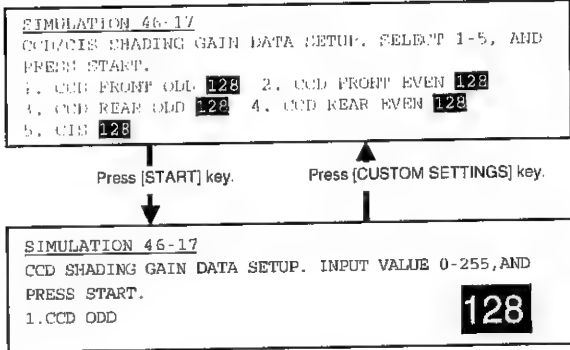 SIMULATION 46-17
CCD/CIS SHADING GAIN DATA SETUP. SELECT 1-5, AND
PRESS START.
1. CCD FRONT ODD 128 2. CCD FRONT EVEN 128
3. CCD REAR ODD 128 4. CCD REAR EVEN 128
5. CIS 128
Press [START] key. Press [CUSTOM SETTINGS] key.
SIMULATION 46-17
CCD SHADING GAIN DATA SETUP. INPUT VALUE 0-255,AND
PRESS START.
1.CCD ODD 128